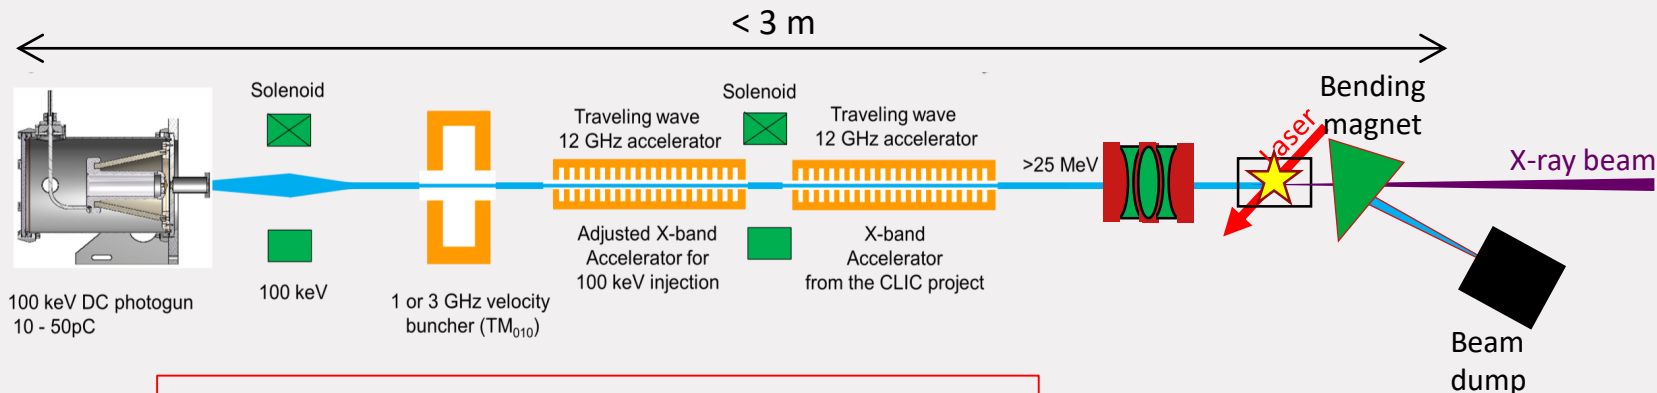 < 3 m
Solenoid
100 keV
100 keV DC photogun
10 - 50pC
1 or 3 GHz velocity
buncher (TM₀₁₀)
Traveling wave
12 GHz accelerator
Adjusted X-band
Accelerator for
100 keV injection
Solenoid
Traveling wave
12 GHz accelerator
X-band
Accelerator
from the CLIC project
>25 MeV
Laser
Bending
magnet
X-ray beam
Beam
dump